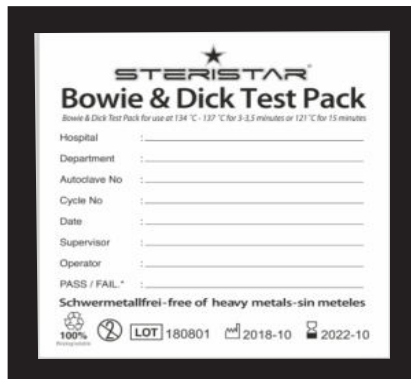 STERISTAR
Bowie & Dick Test Pack
Bowie & Dick Test Pack for use at 134 °C - 137 °C for 3-3,5 minutes or 121 °C for 15 minutes
Hospital :
Department :
Autoclave No :
Cycle No :
Date :
Supervisor :
Operator :
PASS / FAIL.* :
Schwermetallfrei-free of heavy metals-sin meteles
100% 2 LOT 180801 2018-10 2022-10